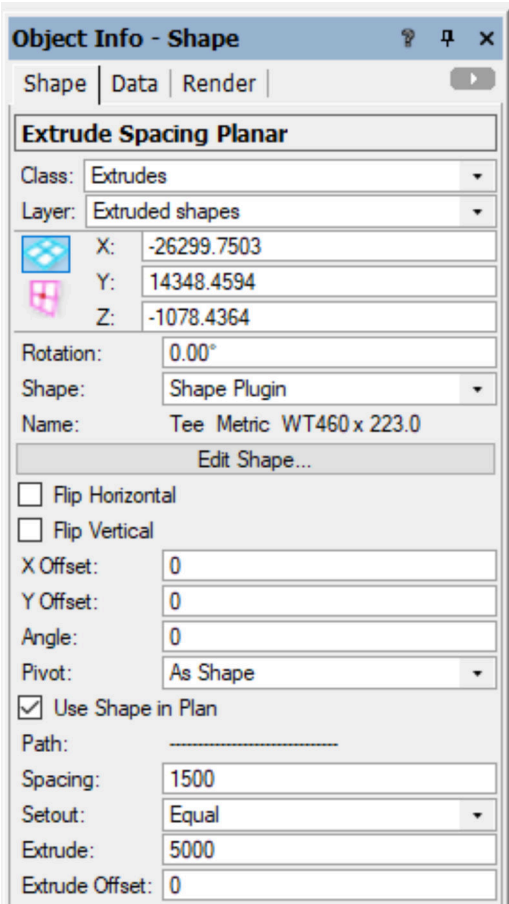 Object Info - Shape
Shape Data Render
Extrude Spacing Planar
Class: Extrudes
Layer: Extruded shapes
X: -26299.7503
Y: 14348.4594
Z: -1078.4364
Rotation: 0.00°
Shape: Shape Plugin
Name: Tee Metric WT460 x 223.0
Edit Shape...
Flip Horizontal
Flip Vertical
X Offset: 0
Y Offset: 0
Angle: 0
Pivot: As Shape
Use Shape in Plan
Path: ------------------------------
Spacing: 1500
Setout: Equal
Extrude: 5000
Extrude Offset: 0